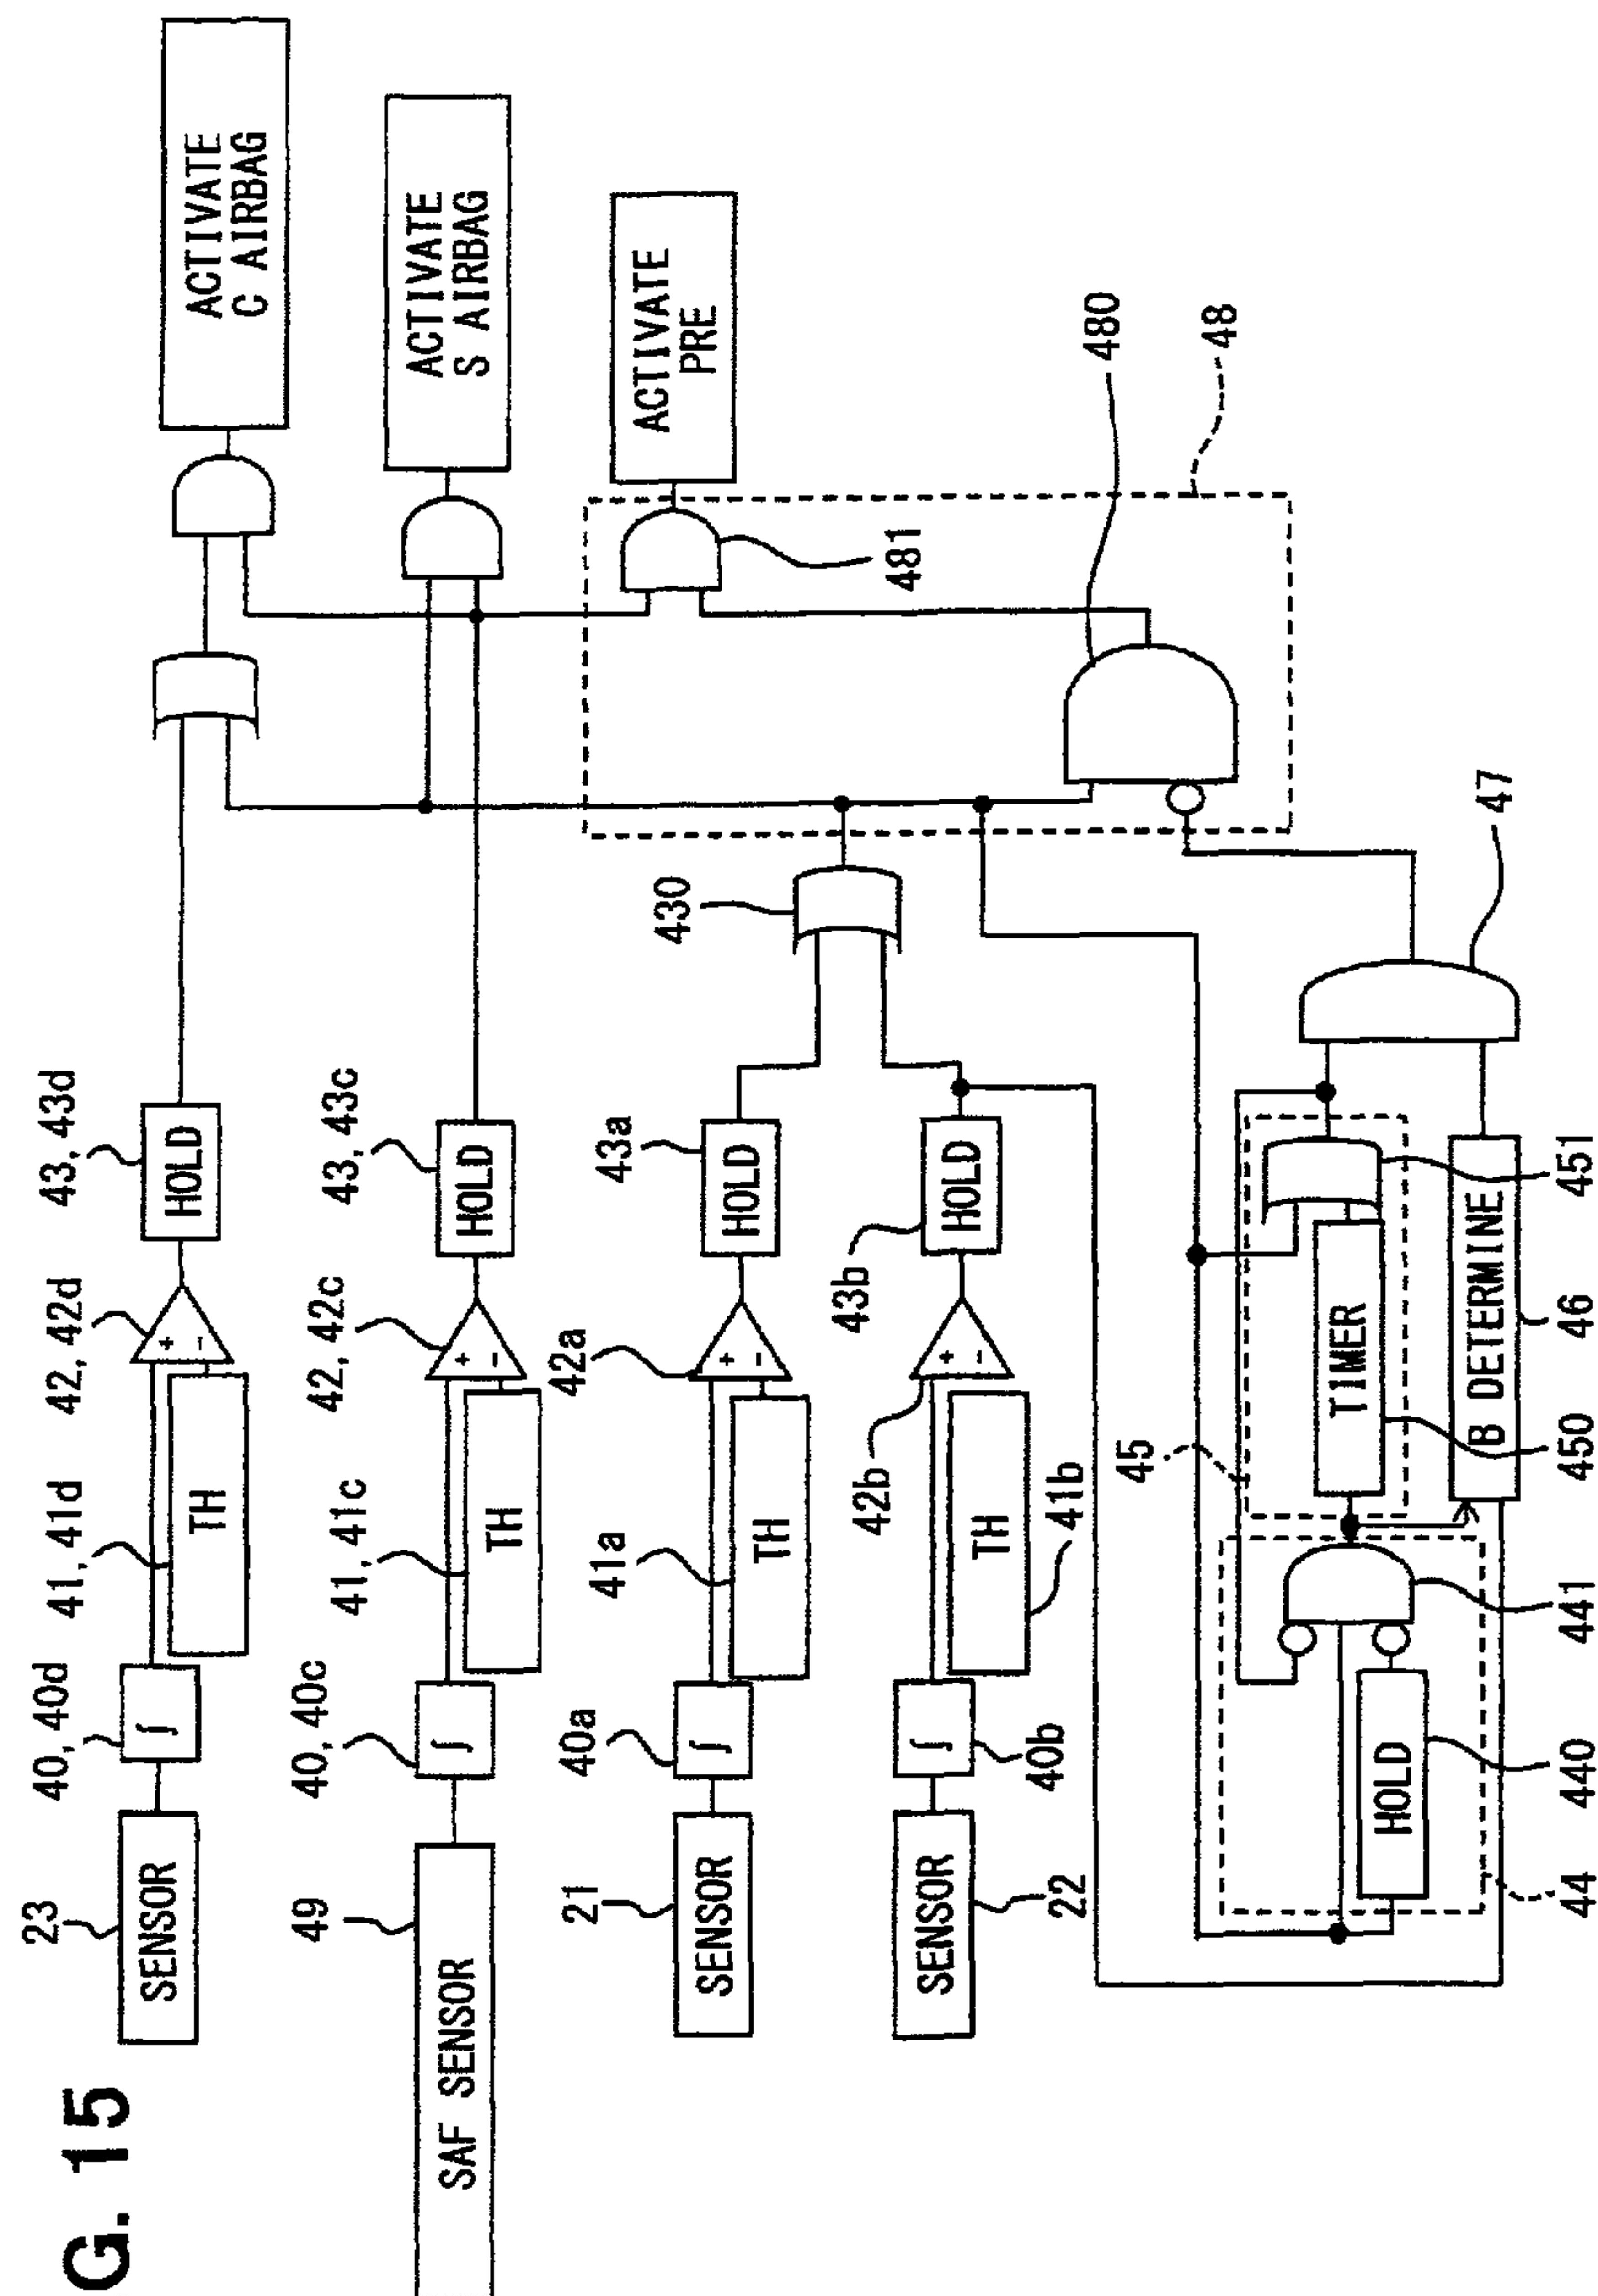 G. 15
23
SENSOR
40, 40d
∫
41, 41d
TH
42, 42d
+
-
43, 43d
HOLD
ACTIVATE
C AIRBAG
49
SAF SENSOR
40, 40c
∫
41, 41c
TH
42, 42c
+
-
43, 43c
HOLD
ACTIVATE
S AIRBAG
21
SENSOR
40a
∫
41a
TH
42a
+
-
43a
HOLD
430
ACTIVATE
PRE
481
22
SENSOR
40b
∫
41b
TH
42b
+
-
43b
HOLD
480
48
45
TIMER
47
HOLD
B DETERMINE
44
440
441
450
46
451